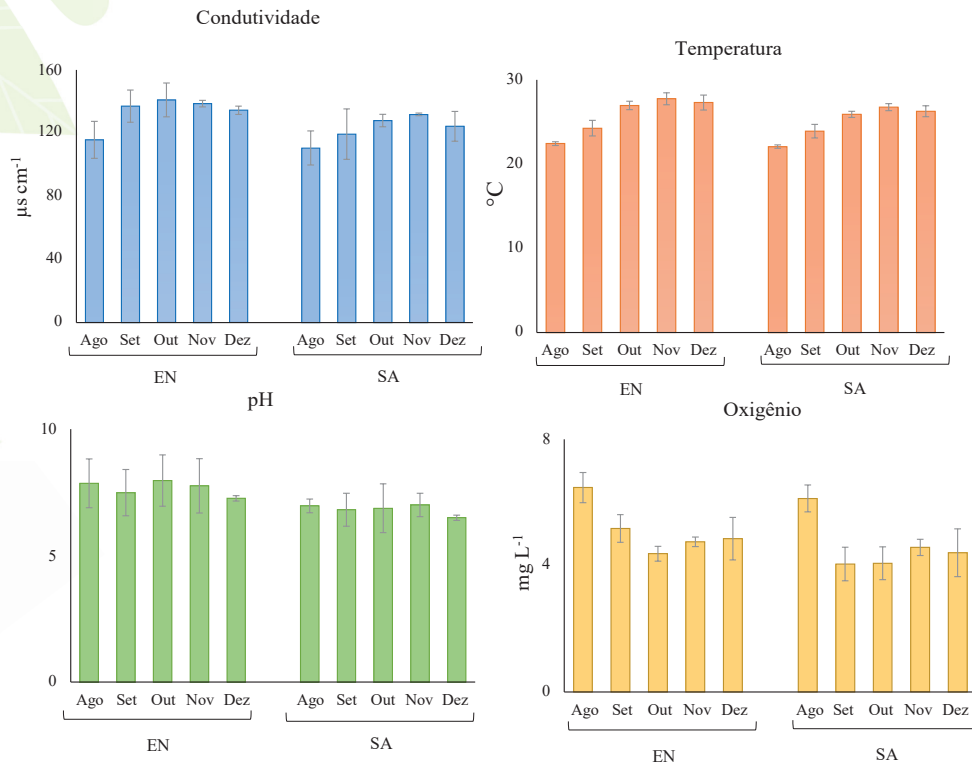 Condutividade
160
120
80
40
0
µs cm-1
Ago Set Out Nov Dez
Ago Set Out Nov Dez
EN
SA
Temperatura
30
20
10
0
°C
Ago Set Out Nov Dez
Ago Set Out Nov Dez
EN
SA
pH
10
5
0
Ago Set Out Nov Dez
Ago Set Out Nov Dez
EN
SA
Oxigênio
8
4
0
mg L-1
Ago Set Out Nov Dez
Ago Set Out Nov Dez
EN
SA